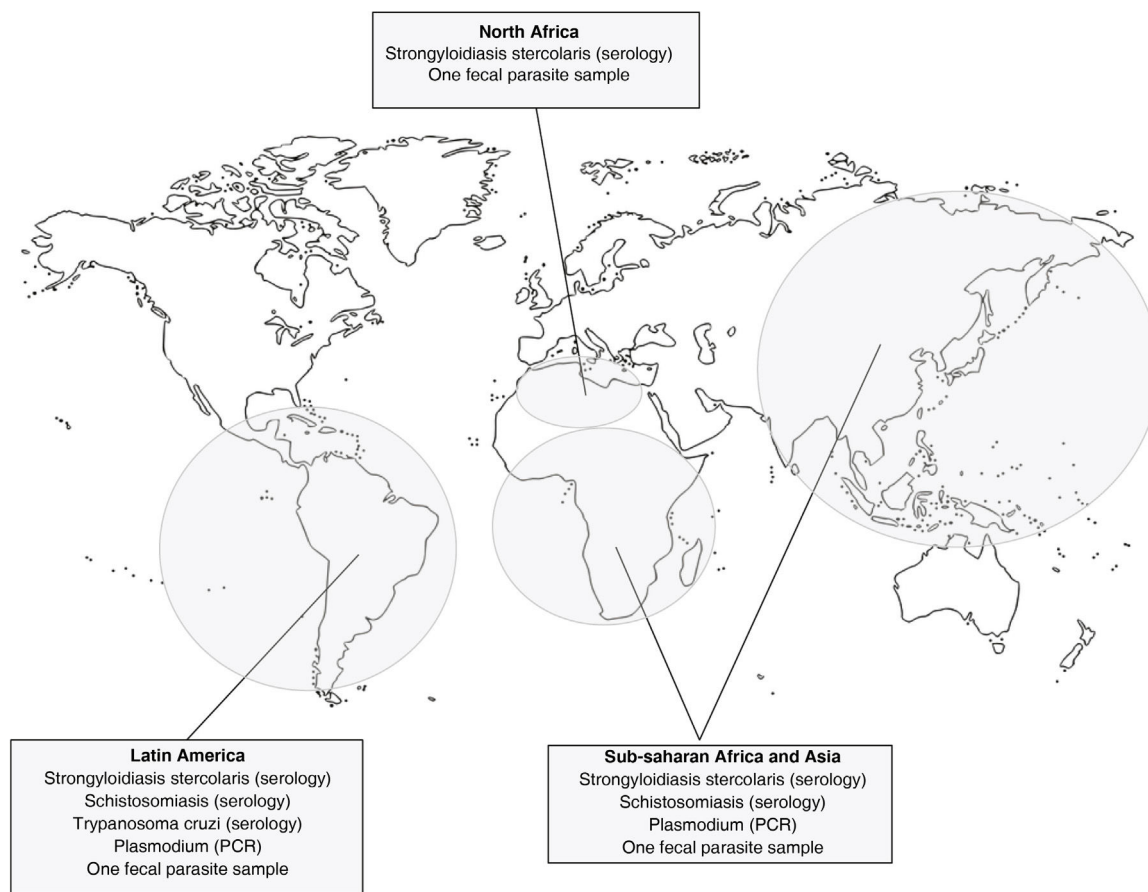 North Africa
Strongyloidiasis stercolaris (serology)
One fecal parasite sample
Latin America
Strongyloidiasis stercolaris (serology)
Schistosomiasis (serology)
Trypanosoma cruzi (serology)
Plasmodium (PCR)
One fecal parasite sample
Sub-saharan Africa and Asia
Strongyloidiasis stercolaris (serology)
Schistosomiasis (serology)
Plasmodium (PCR)
One fecal parasite sample